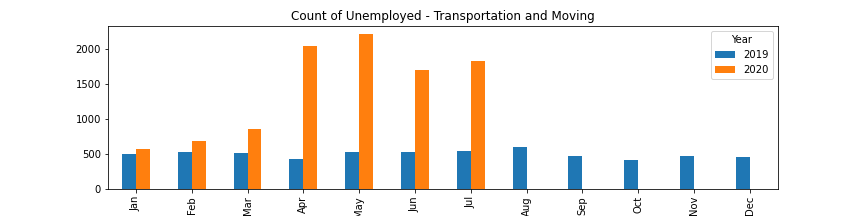 Count of Unemployed - Transportation and Moving
Year
2019
2020
2000
1500
1000
500
0
Jan
Feb
Mar
Apr
May
Jun
Jul
Aug
Sep
Oct
Nov
Dec